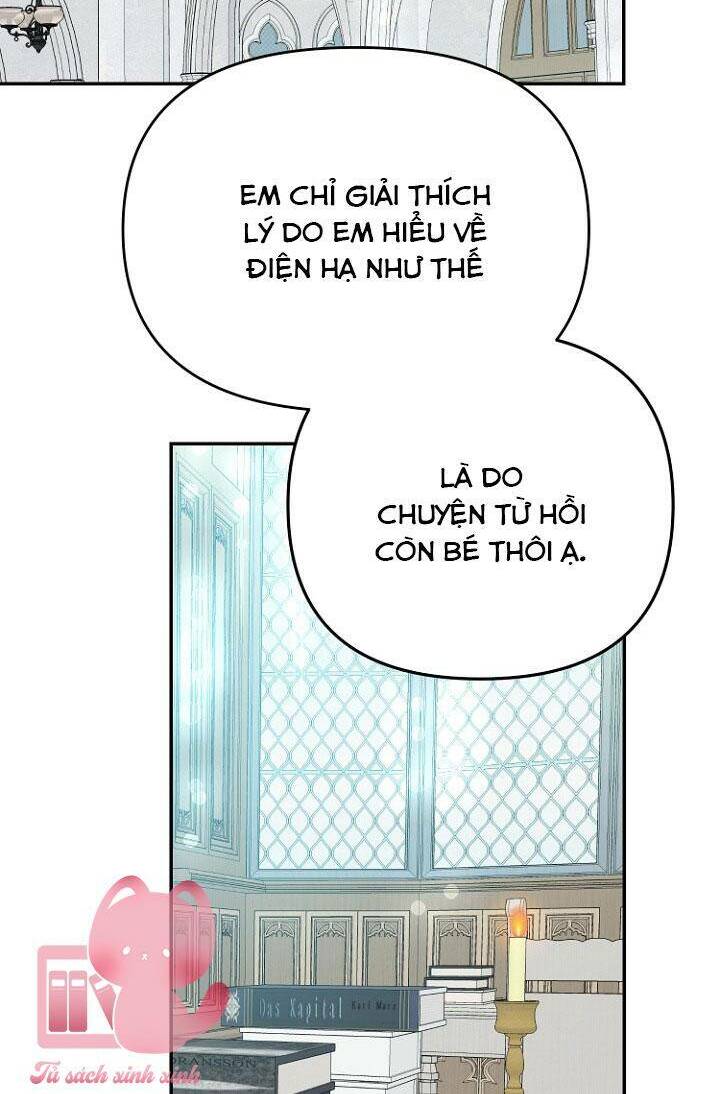 EM CHỈ GIẢI THÍCH
LÝ DO EM HIỂU VỀ
ĐIỆN HẠ NHƯ THẾ
LÀ DO
CHUYỆN TỪ HỒI
CÒN BÉ THÔI Ạ.
Das Kapital Karl Marx
ORANSSON
Tủ sách xinh xinh